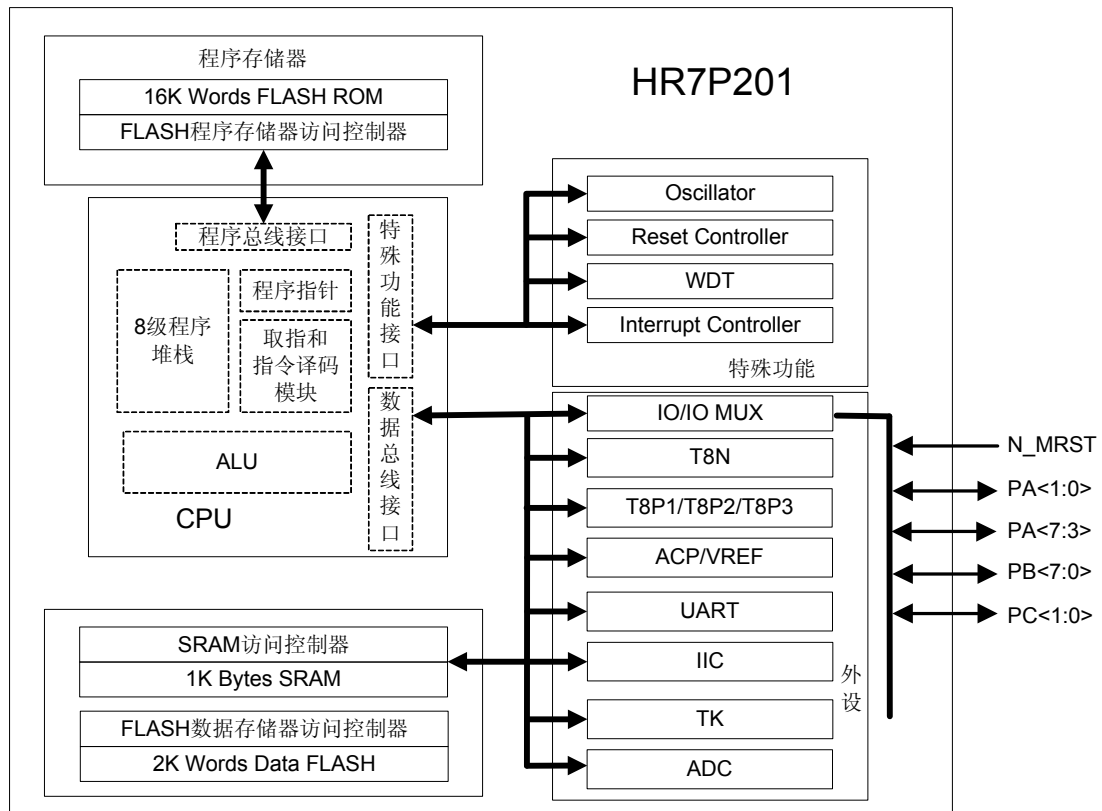 程序存储器
16K Words FLASH ROM
FLASH程序存储器访问控制器
HR7P201
程序总线接口
特殊功能接口
8级程序
堆栈
程序指针
取指和
指令译码
模块
数据总线接口
ALU
CPU
Oscillator
Reset Controller
WDT
Interrupt Controller
特殊功能
IO/IO MUX
T8N
T8P1/T8P2/T8P3
ACP/VREF
UART
IIC
TK
ADC
外设
N_MRST
PA<1:0>
PA<7:3>
PB<7:0>
PC<1:0>
SRAM访问控制器
1K Bytes SRAM
FLASH数据存储器访问控制器
2K Words Data FLASH